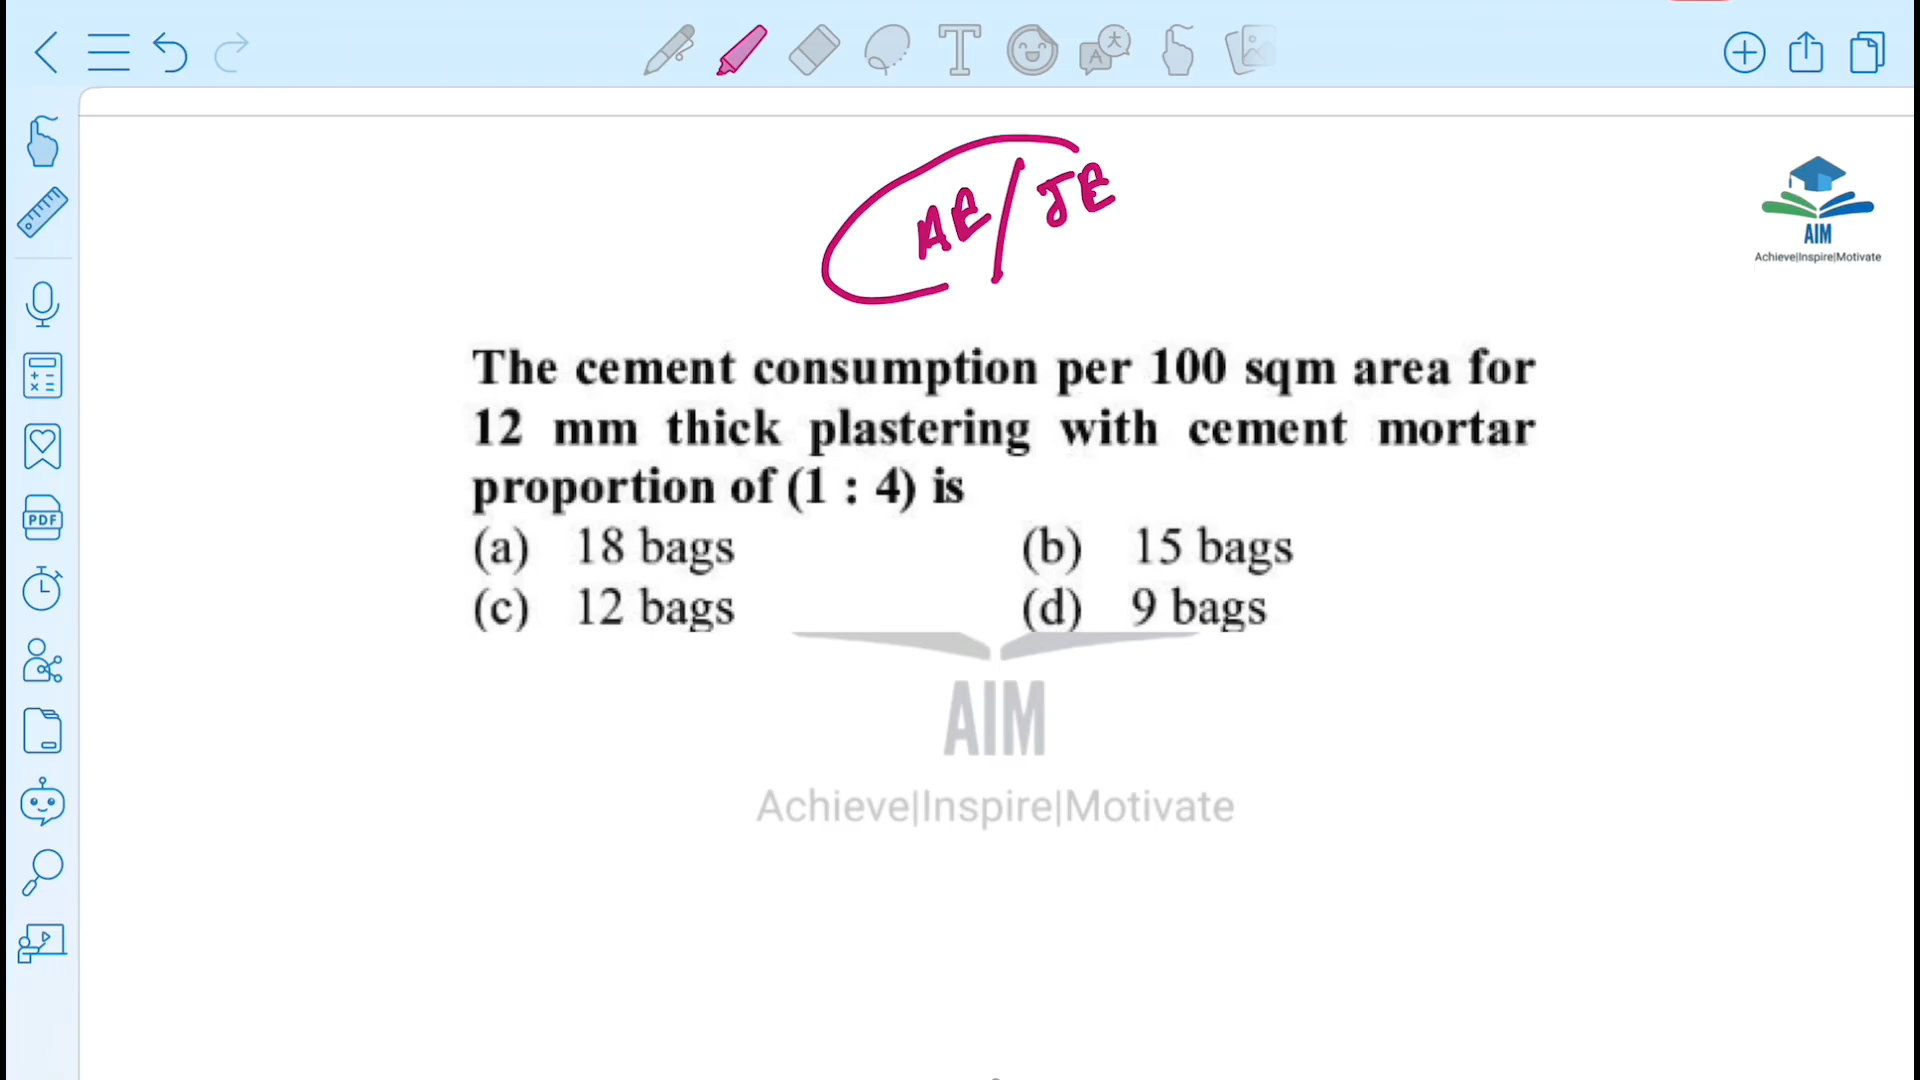 AE/JE
AIM
Achieve|Inspire|Motivate
The cement consumption per 100 sqm area for
12 mm thick plastering with cement mortar
proportion of (1 : 4) is
(a) 18 bags (b) 15 bags
(c) 12 bags (d) 9 bags
AIM
Achieve|Inspire|Motivate
PDF